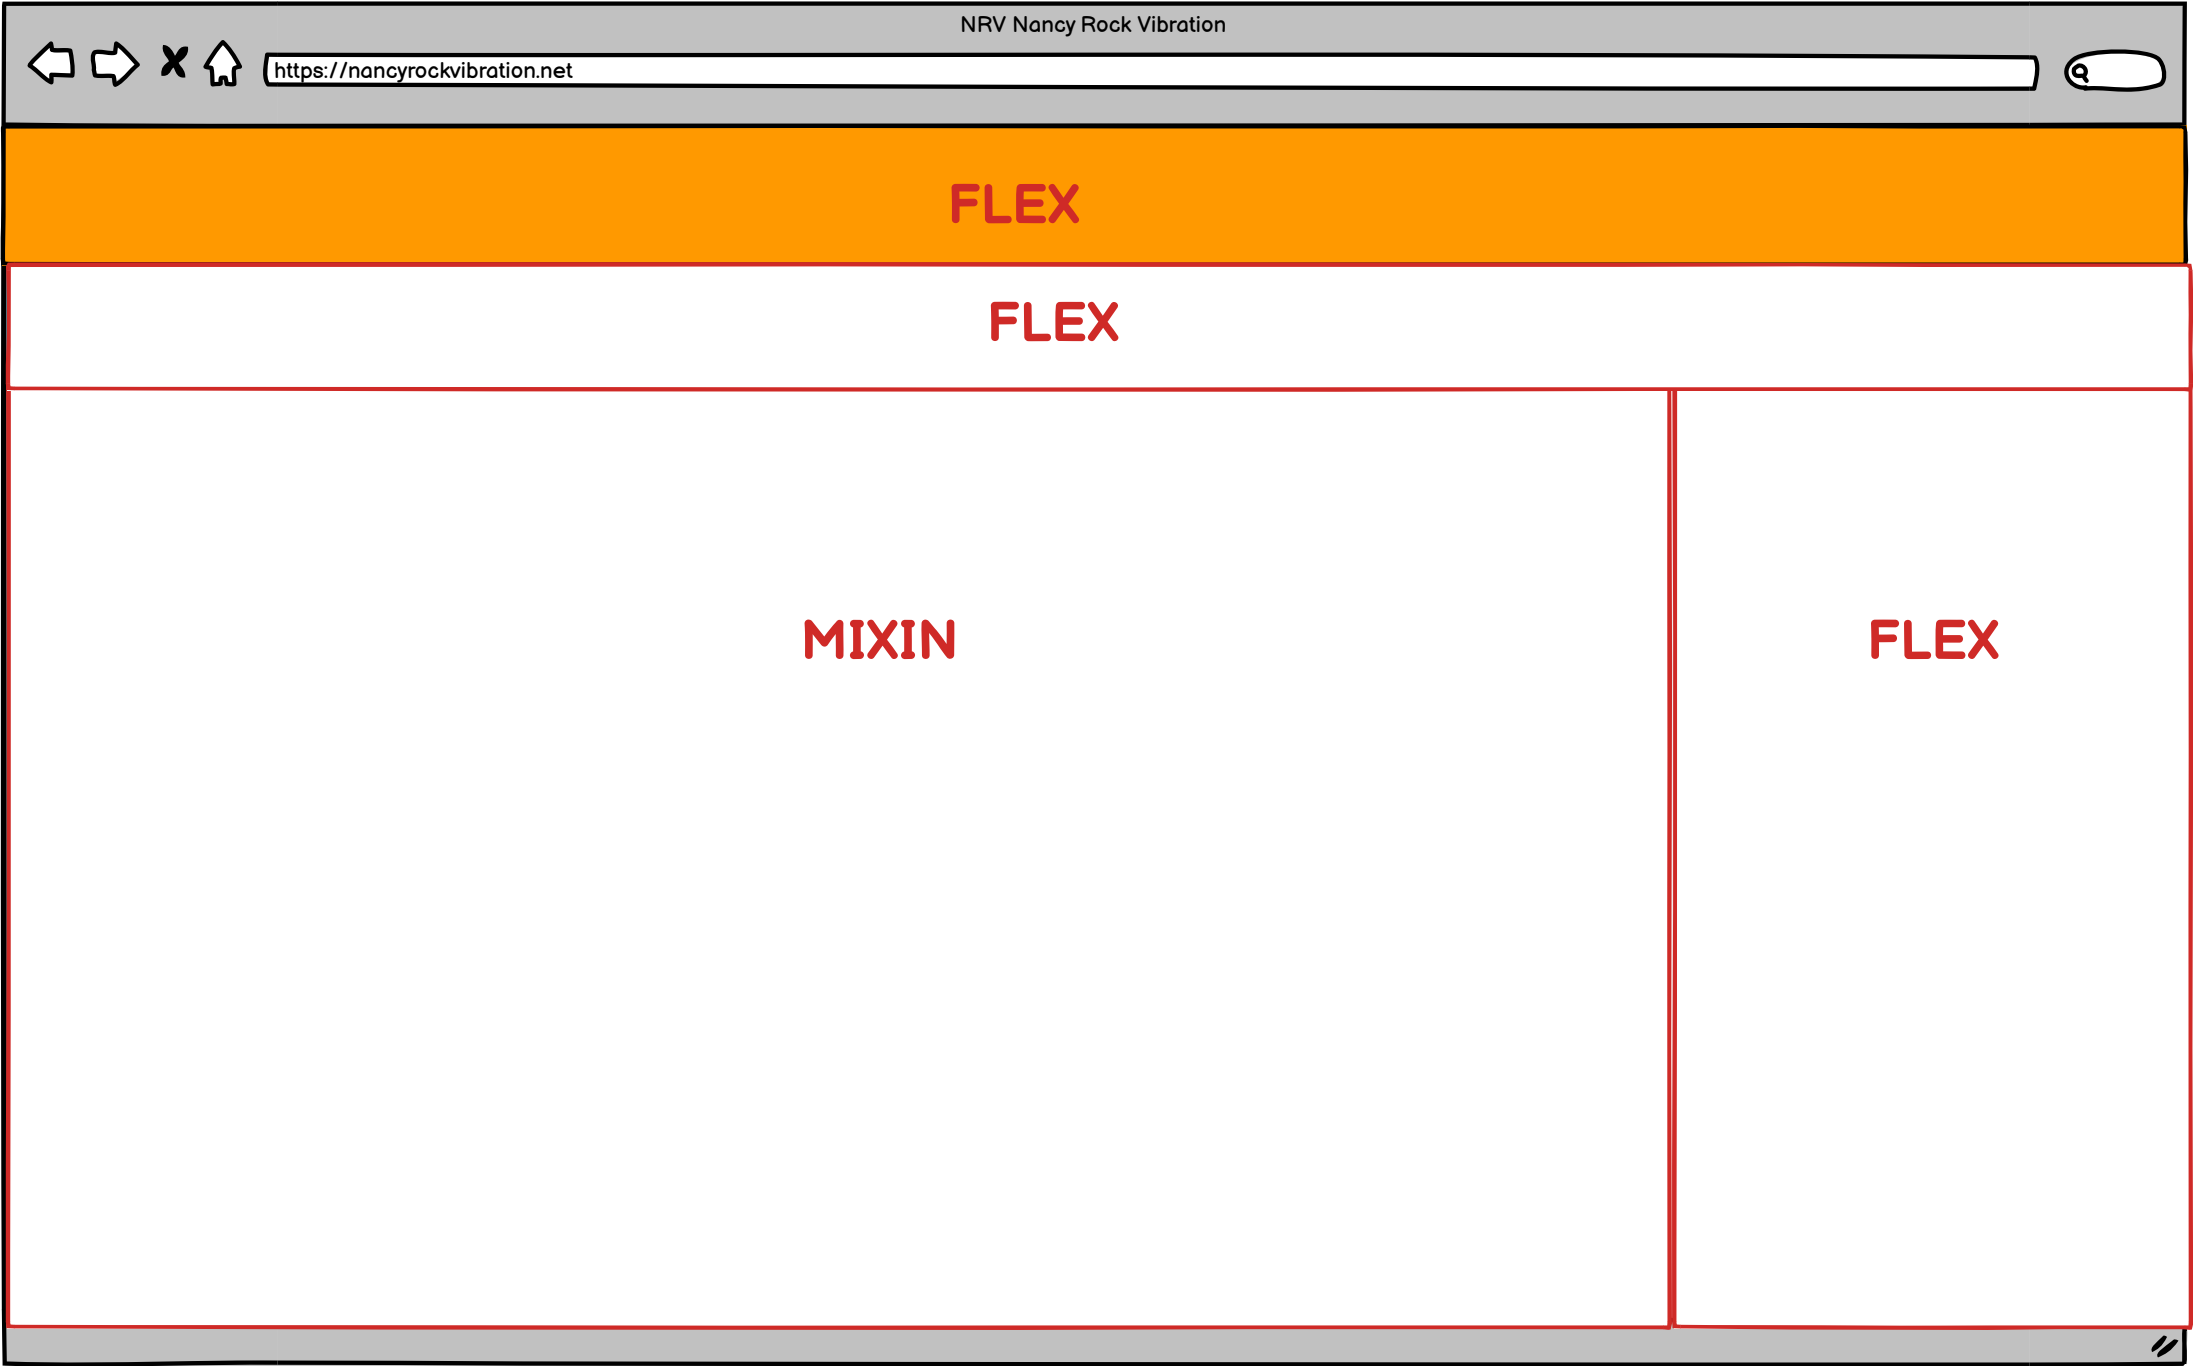 NRV Nancy Rock Vibration
https://nancyrockvibration.net
FLEX
FLEX
MIXIN
FLEX